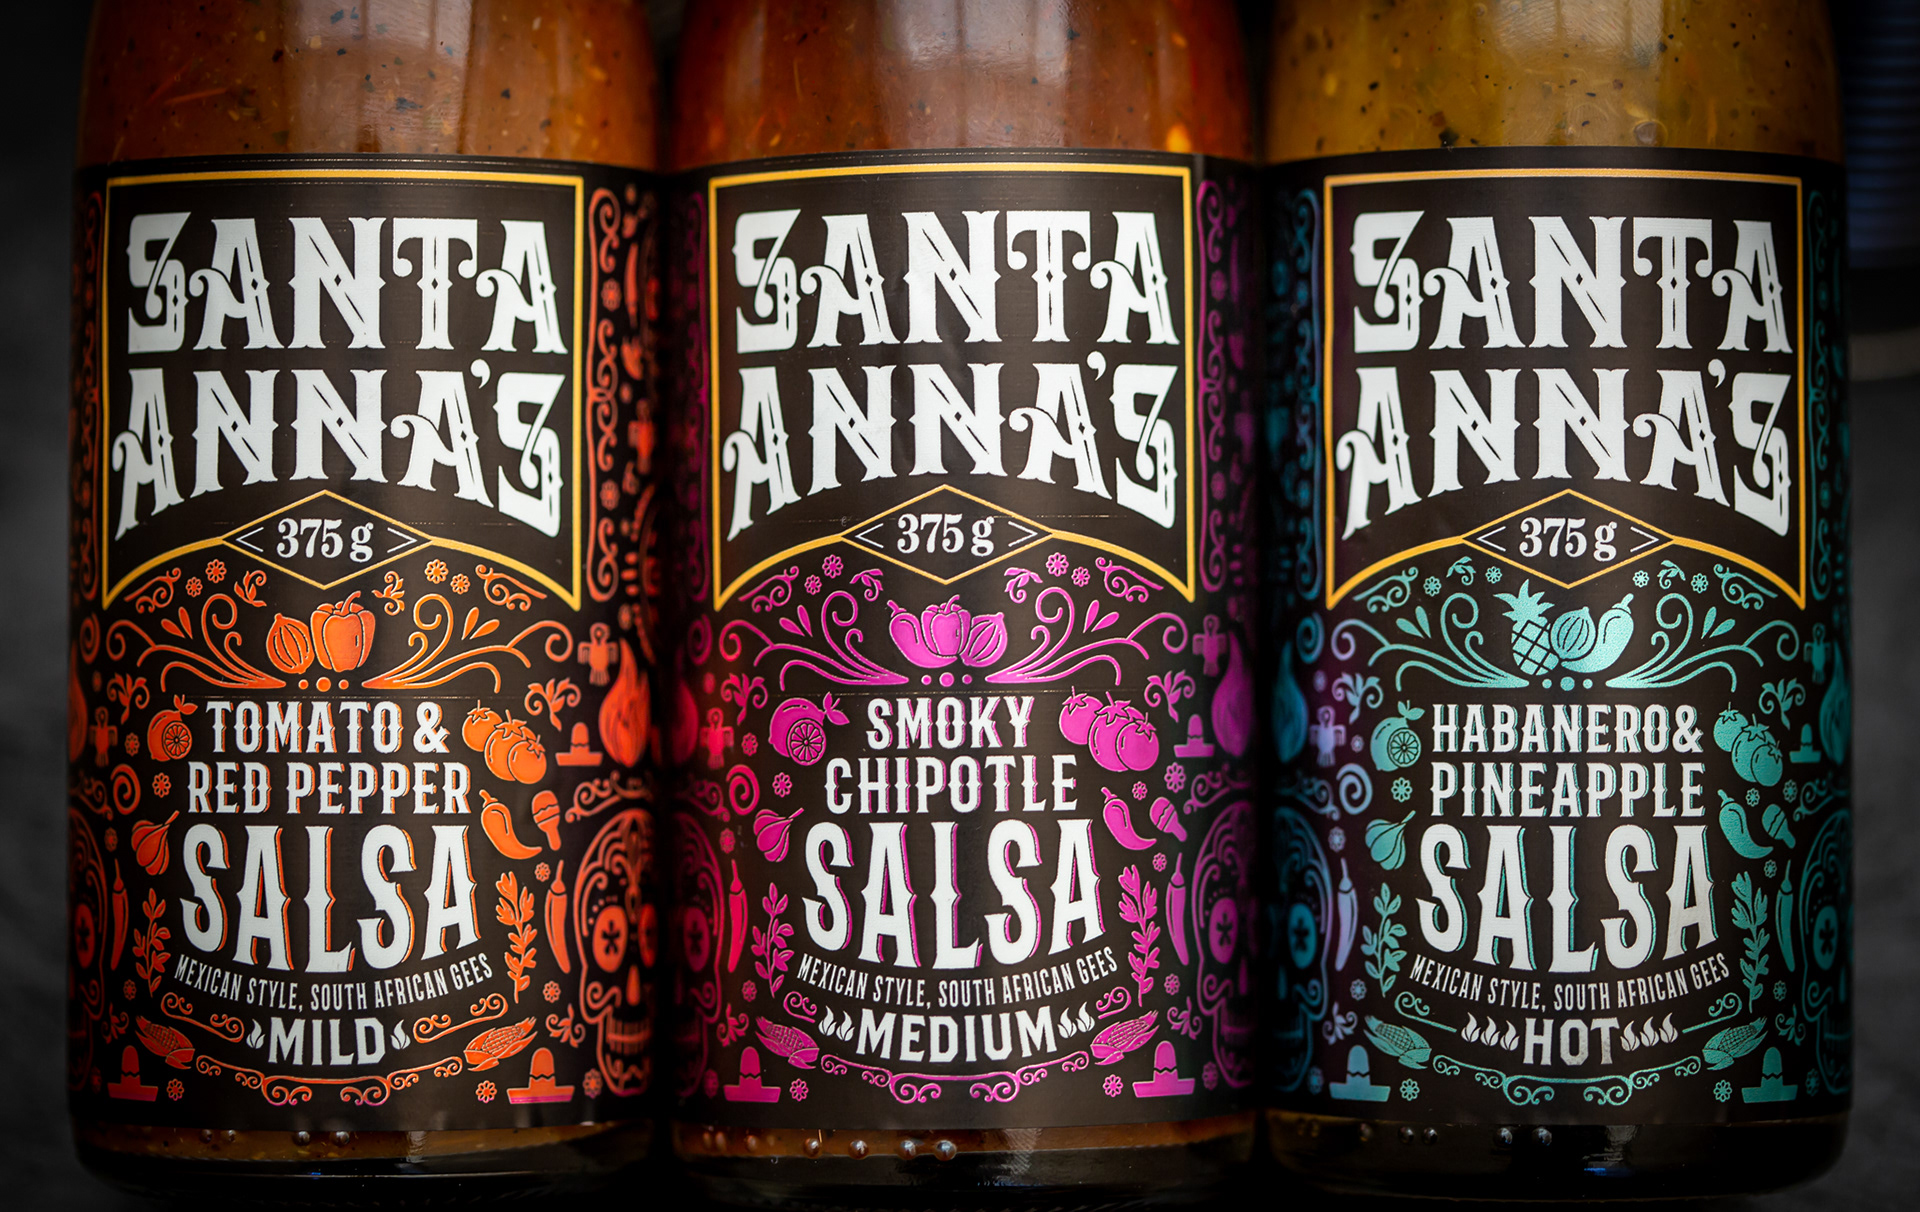 SANTA
ANNA'S
375g
TOMATO &
RED PEPPER
SALSA
MEXICAN STYLE, SOUTH AFRICAN GEES
MILD
SANTA
ANNA'S
375g
SMOKY
CHIPOTLE
SALSA
MEXICAN STYLE, SOUTH AFRICAN GEES
MEDIUM
SANTA
ANNA'S
375g
HABANERO&
PINEAPPLE
SALSA
MEXICAN STYLE, SOUTH AFRICAN GEES
HOT